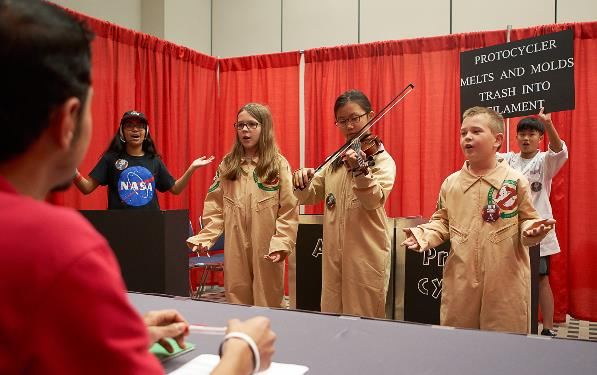 PROTOCYCLER
MELTS AND MOLDS
TRASH INTO
FILAMENT
NASA